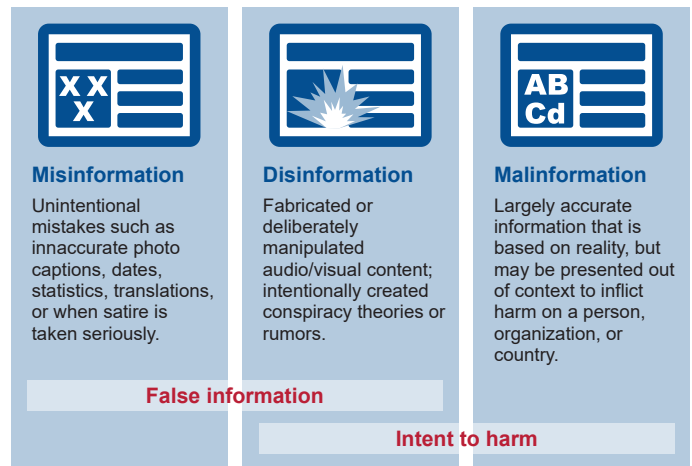 X X
X
Misinformation
Unintentional
mistakes such as
innaccurate photo
captions, dates,
statistics, translations,
or when satire is
taken seriously.
Disinformation
Fabricated or
deliberately
manipulated
audio/visual content;
intentionally created
conspiracy theories or
rumors.
AB
Cd
Malinformation
Largely accurate
information that is
based on reality, but
may be presented out
of context to inflict
harm on a person,
organization, or
country.
False information
Intent to harm